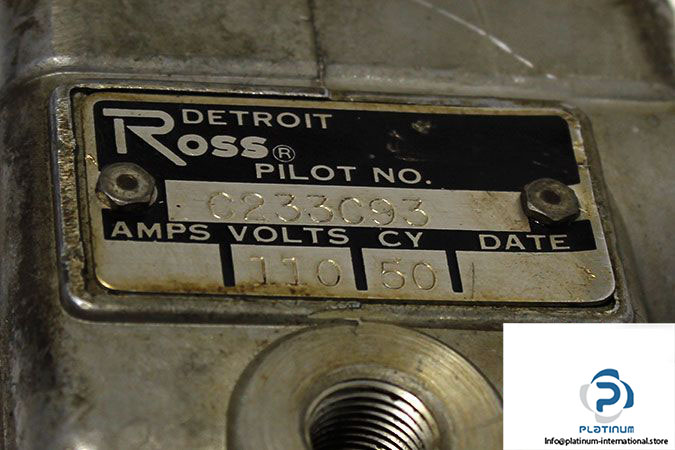 DETROIT
ROSS®
PILOT NO.
C233C93
AMPS VOLTS CY DATE
110 50
PLATINUM
Info@platinum-international.store